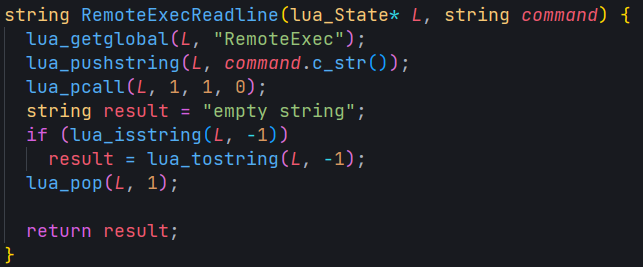 string RemoteExecReadline(lua_State* L, string command) {
  lua_getglobal(L, "RemoteExec");
  lua_pushstring(L, command.c_str());
  lua_pcall(L, 1, 1, 0);
  string result = "empty string";
  if (lua_isstring(L, -1))
    result = lua_tostring(L, -1);
  lua_pop(L, 1);

  return result;
}